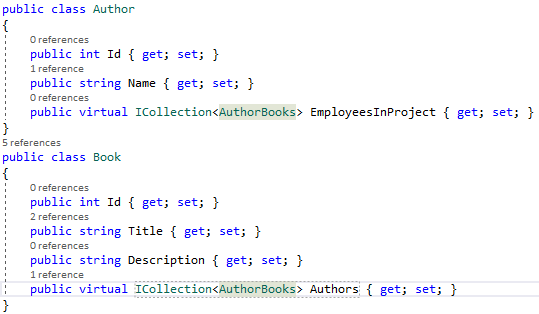 public class Author
{
0 references
public int Id { get; set; }
1 reference
public string Name { get; set; }
0 references
public virtual ICollection<AuthorBooks> EmployeesInProject { get; set; }
}
5 references
public class Book
{
0 references
public int Id { get; set; }
2 references
public string Title { get; set; }
0 references
public string Description { get; set; }
1 reference
public virtual ICollection<AuthorBooks> Authors { get; set; }
}